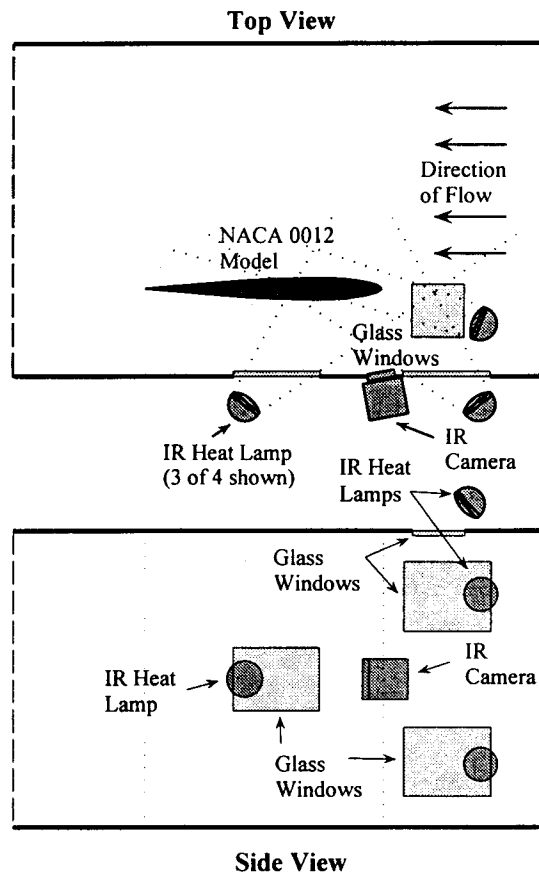 Top View
Direction
of Flow
NACA 0012
Model
Glass
Windows
IR Heat Lamp
(3 of 4 shown)
IR
Camera
IR Heat
Lamps
Glass
Windows
IR Heat
Lamp
IR
Camera
Glass
Windows
Side View